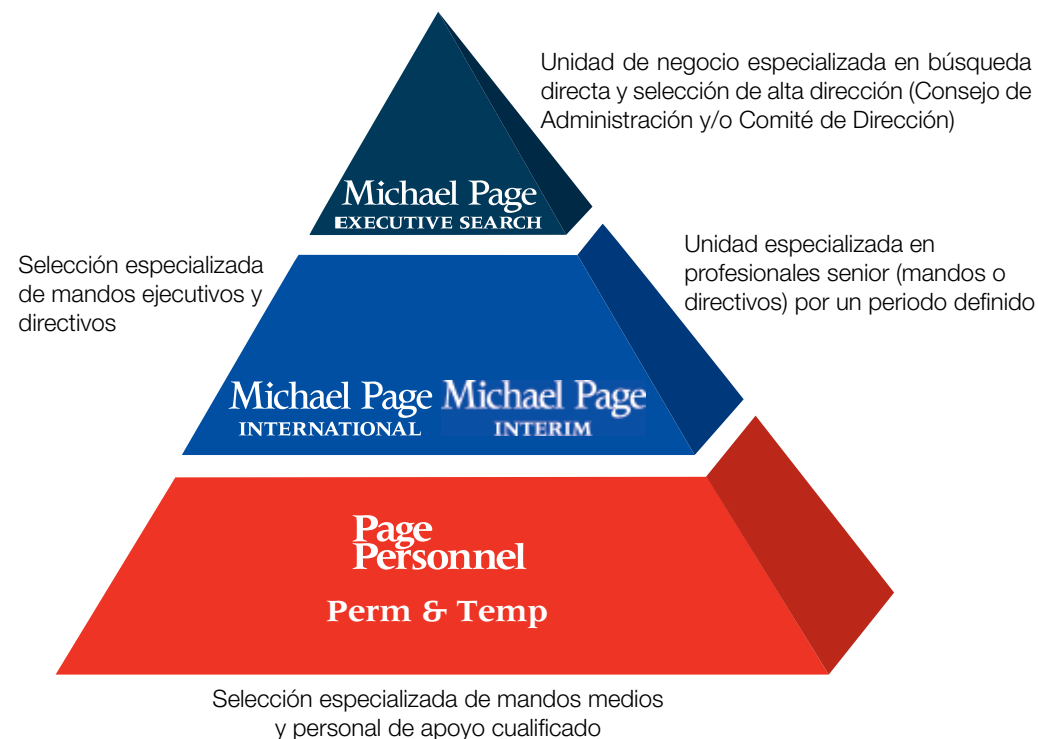 Unidad de negocio especializada en búsqueda
directa y selección de alta dirección (Consejo de
Administración y/o Comité de Dirección)
Michael Page
EXECUTIVE SEARCH
Selección especializada
de mandos ejecutivos y
directivos
Unidad especializada en
profesionales senior (mandos o
directivos) por un periodo definido
Michael Page
INTERNATIONAL
Michael Page
INTERIM
Page
Personnel
Perm & Temp
Selección especializada de mandos medios
y personal de apoyo cualificado